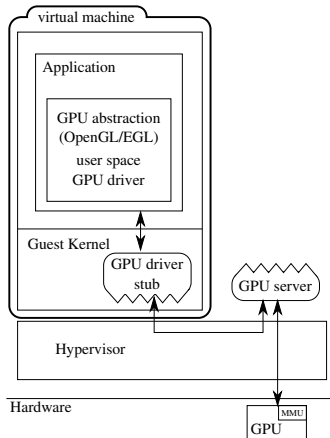 virtual machine
Application
GPU abstraction
(OpenGL/EGL)
user space
GPU driver
Guest Kernel
GPU driver
stub
GPU server
Hypervisor
Hardware
MMU
GPU